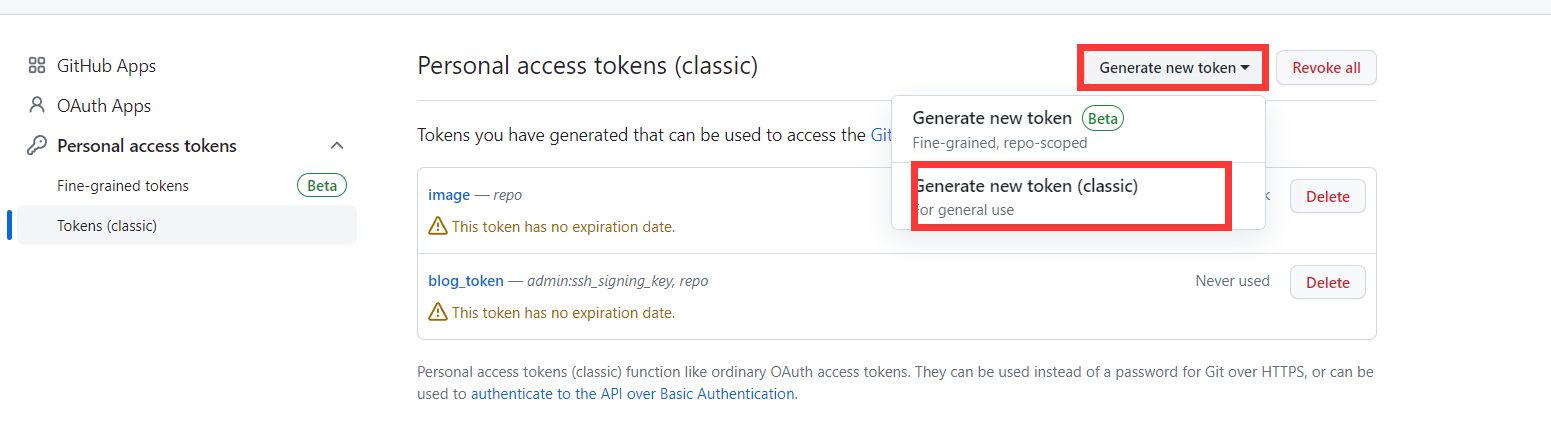 GitHub Apps
OAuth Apps
Personal access tokens
Fine-grained tokens Beta
Tokens (classic)
Personal access tokens (classic)
Generate new token
Revoke all
Generate new token Beta
Fine-grained, repo-scoped
Generate new token (classic)
For general use
Tokens you have generated that can be used to access the Git
image — repo
Delete
This token has no expiration date.
blog_token — admin:ssh_signing_key, repo
Never used
Delete
This token has no expiration date.
Personal access tokens (classic) function like ordinary OAuth access tokens. They can be used instead of a password for Git over HTTPS, or can be
used to authenticate to the API over Basic Authentication.